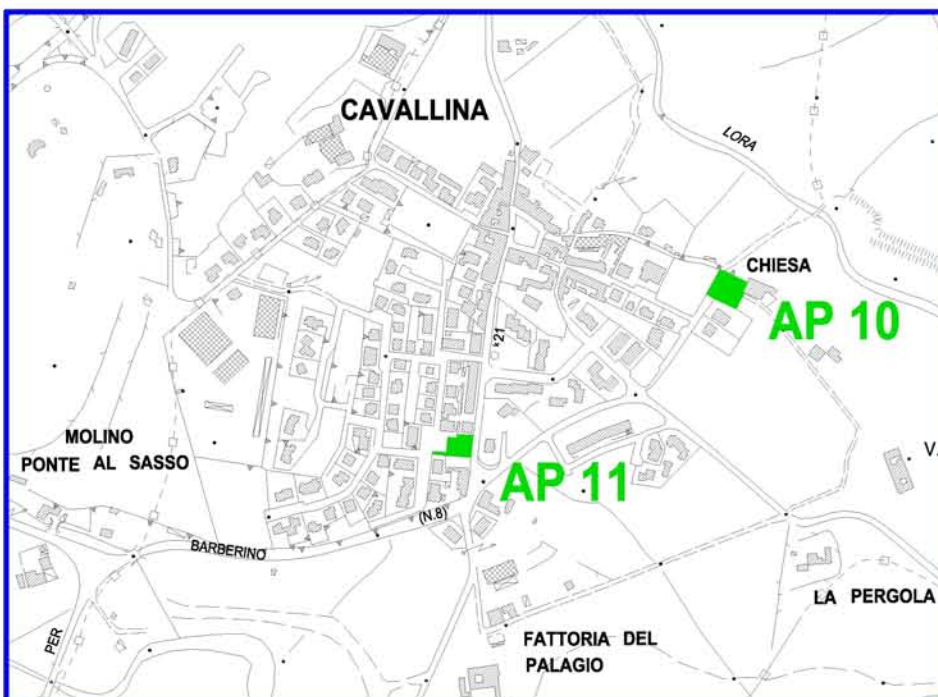 CAVALLINA
LORA
CHIESA
AP 10
x21
MOLINO
PONTE AL SASSO
AP 11
V.
(N.8)
BARBERINO
PER
LA PERGOLA
FATTORIA DEL
PALAGIO